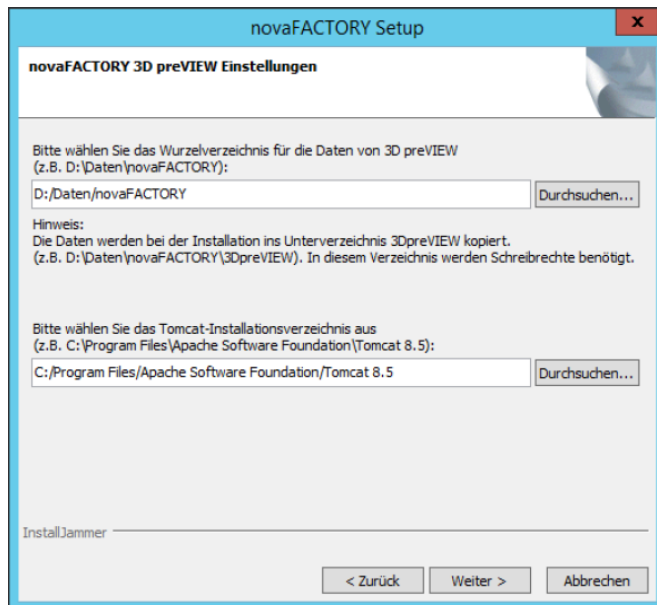 novaFACTORY Setup
x
novaFACTORY 3D preVIEW Einstellungen
Bitte wählen Sie das Wurzelverzeichnis für die Daten von 3D preVIEW
(z.B. D:\Daten\novaFACTORY):
D:/Daten/novaFACTORY
Durchsuchen...
Hinweis:
Die Daten werden bei der Installation ins Unterverzeichnis 3DpreVIEW kopiert.
(z.B. D:\Daten\novaFACTORY\3DpreVIEW). In diesem Verzeichnis werden Schreibrechte benötigt.
Bitte wählen Sie das Tomcat-Installationsverzeichnis aus
(z.B. C:\Program Files\Apache Software Foundation\Tomcat 8.5):
C:/Program Files/Apache Software Foundation/Tomcat 8.5
Durchsuchen...
InstallJammer
< Zurück
Weiter >
Abbrechen